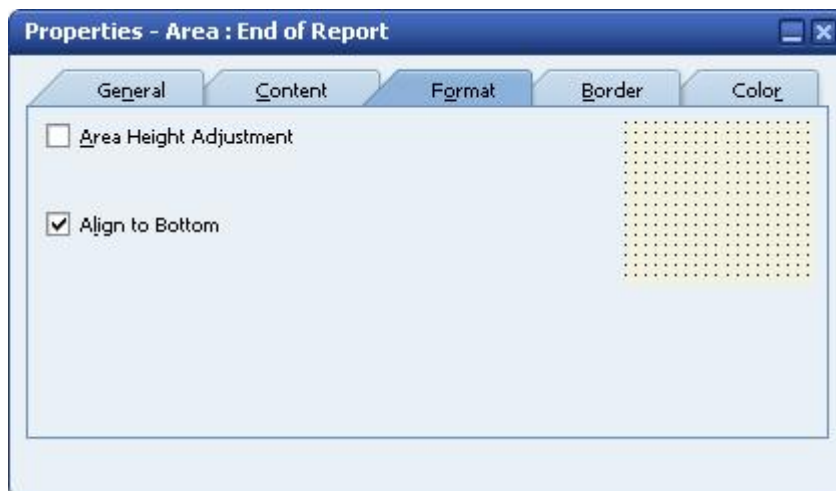 Properties - Area : End of Report
General Content Format Border Color
Area Height Adjustment
Align to Bottom